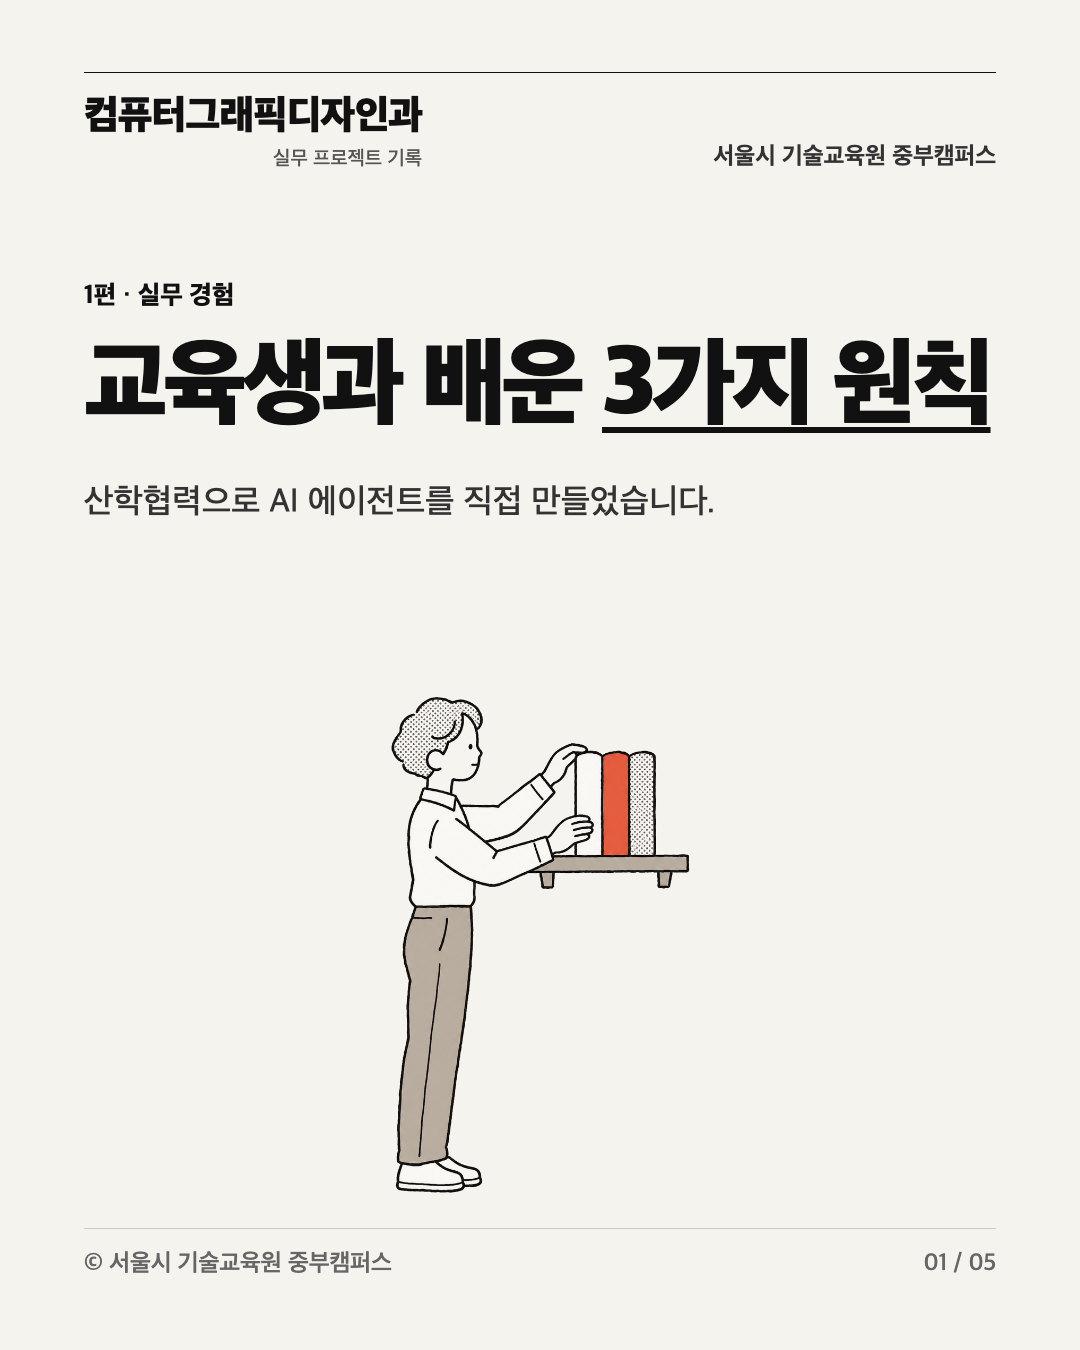 컴퓨터그래픽디자인과
실무 프로젝트 기록
서울시 기술교육원 중부캠퍼스
1편 · 실무 경험
교육생과 배운 3가지 원칙
산학협력으로 AI 에이전트를 직접 만들었습니다.
© 서울시 기술교육원 중부캠퍼스
01 / 05